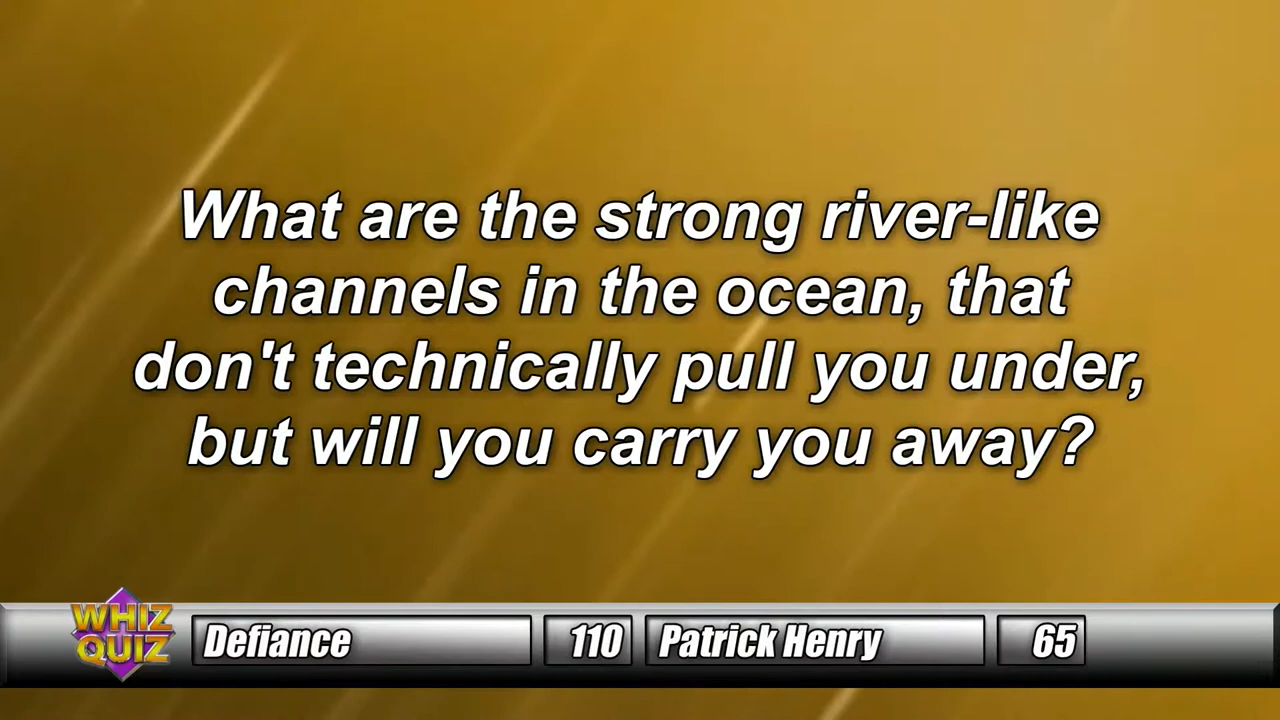 What are the strong river-like
channels in the ocean, that
don't technically pull you under,
but will you carry you away?
WHIZ
QUIZ
Defiance 110 Patrick Henry 65